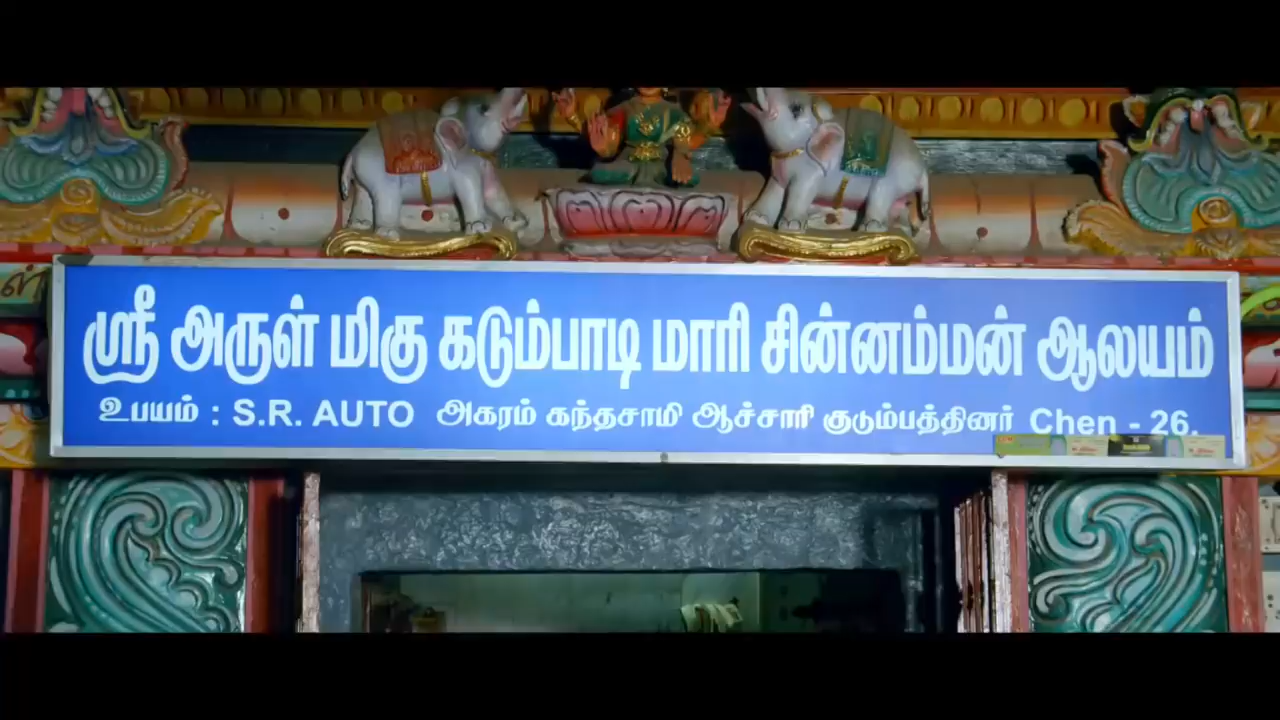 ஸ்ரீ அருள் மிகு கடும்பாடி மாரி சின்னம்மன் ஆலயம்
உபயம் : S.R. AUTO அகரம் கந்தசாமி ஆச்சாரி குடும்பத்தினர் Chen - 26.